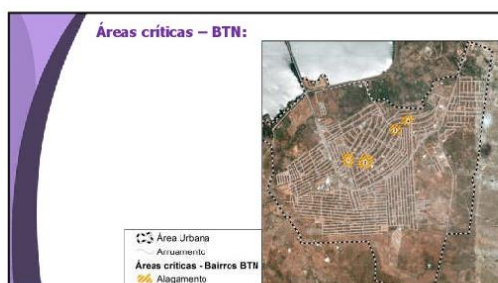 Áreas críticas – BTN:
Área Urbana
Arruamento
Áreas críticas - Bairros BTN
Alagamento